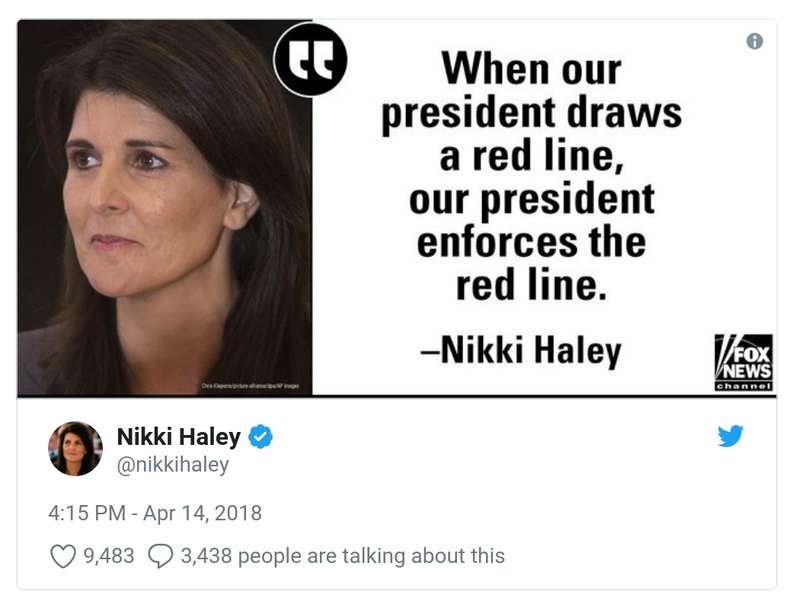 When our
president draws
a red line,
our president
enforces the
red line.
–Nikki Haley
FOX
NEWS
channel
Nikki Haley
@nikkihaley
4:15 PM - Apr 14, 2018
9,483 3,438 people are talking about this